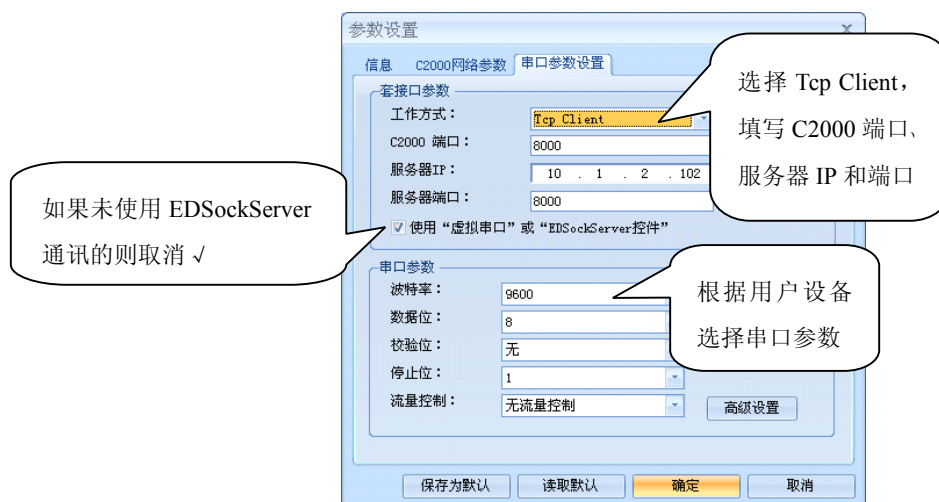 参数设置
信息 C2000网络参数 串口参数设置
套接口参数
工作方式： Tcp Client
C2000 端口： 8000
服务器IP： 10 . 1 . 2 . 102
服务器端口： 8000
使用“虚拟串口”或“EDSockServer控件”
串口参数
波特率： 9600
数据位： 8
校验位： 无
停止位： 1
流量控制： 无流量控制
高级设置
保存为默认 读取默认 确定 取消
选择 Tcp Client，
填写 C2000 端口、
服务器 IP 和端口
如果未使用 EDSockServer
通讯的则取消 √
根据用户设备
选择串口参数